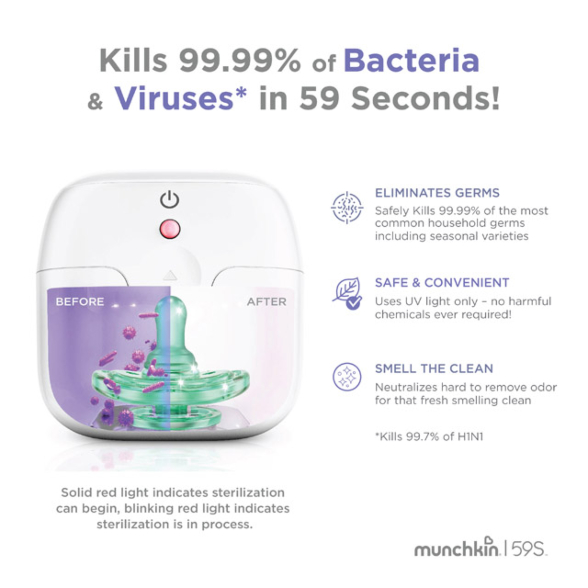 Kills 99.99% of Bacteria
& Viruses* in 59 Seconds!
BEFORE
AFTER
ELIMINATES GERMS
Safely Kills 99.99% of the most
common household germs
including seasonal varieties
SAFE & CONVENIENT
Uses UV light only – no harmful
chemicals ever required!
SMELL THE CLEAN
Neutralizes hard to remove odor
for that fresh smelling clean
*Kills 99.7% of H1N1
Solid red light indicates sterilization
can begin, blinking red light indicates
sterilization is in process.
munchkin. | 59S.